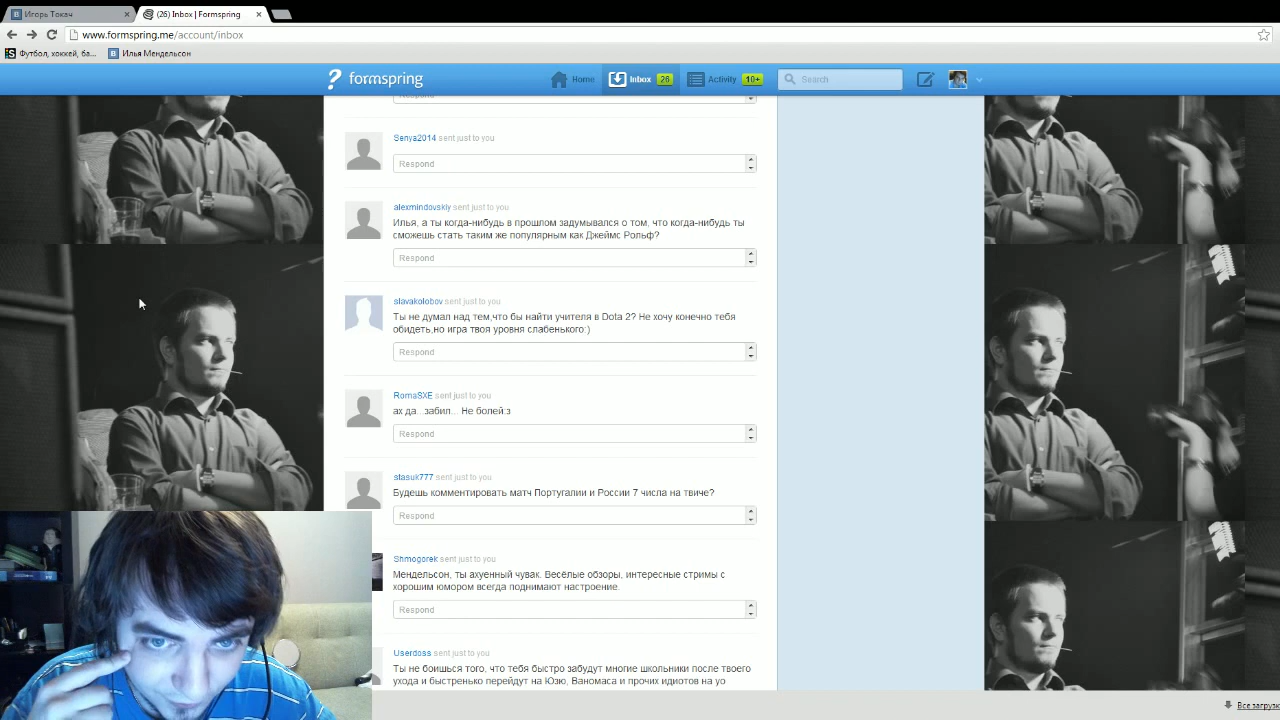 Игорь Токач
(26) Inbox | Formspring
www.formspring.me/account/inbox
Футбол, хоккей, ба...
Илья Мендельсон
formspring
Home
Inbox 26
Activity 10+
Search
Respond
Senya2014 sent just to you
Respond
alexmindovskiy sent just to you
Илья, а ты когда-нибудь в прошлом задумывался о том, что когда-нибудь ты
сможешь стать таким же популярным как Джеймс Рольф?
Respond
slavakolobov sent just to you
Ты не думал над тем,что бы найти учителя в Dota 2? Не хочу конечно тебя
обидеть,но игра твоя уровня слабенького:)
Respond
RomaSXE sent just to you
ах да...забил... Не болей:з
Respond
stasuk777 sent just to you
Будешь комментировать матч Португалии и России 7 числа на твиче?
Respond
Shmogorek sent just to you
Мендельсон, ты ахуенный чувак. Весёлые обзоры, интересные стримы с
хорошим юмором всегда поднимают настроение.
Respond
Userdoss sent just to you
Ты не боишься того, что тебя быстро забудут многие школьники после твоего
ухода и быстренько перейдут на Юзю, Ваномаса и прочих идиотов на уо
Все загрузк